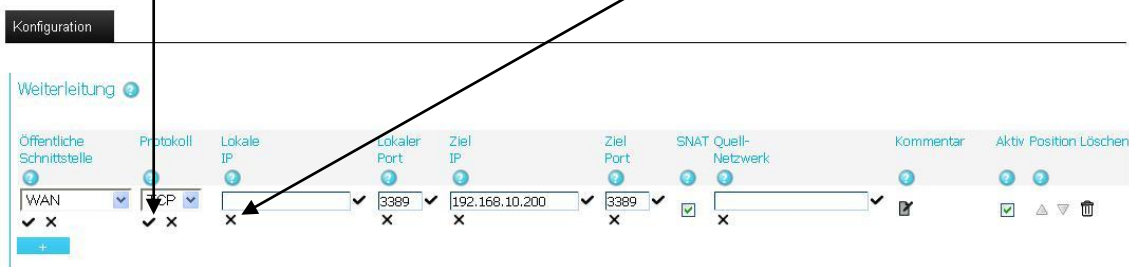 Konfiguration
Weiterleitung ?
Öffentliche Schnittstelle ?
Protokoll ?
Lokale IP ?
Lokaler Port ?
Ziel IP ?
Ziel Port ?
SNAT ?
Quell-Netzwerk ?
Kommentar ?
Aktiv ?
Position ?
Löschen
WAN TCP 3389 192.168.10.200 3389
+